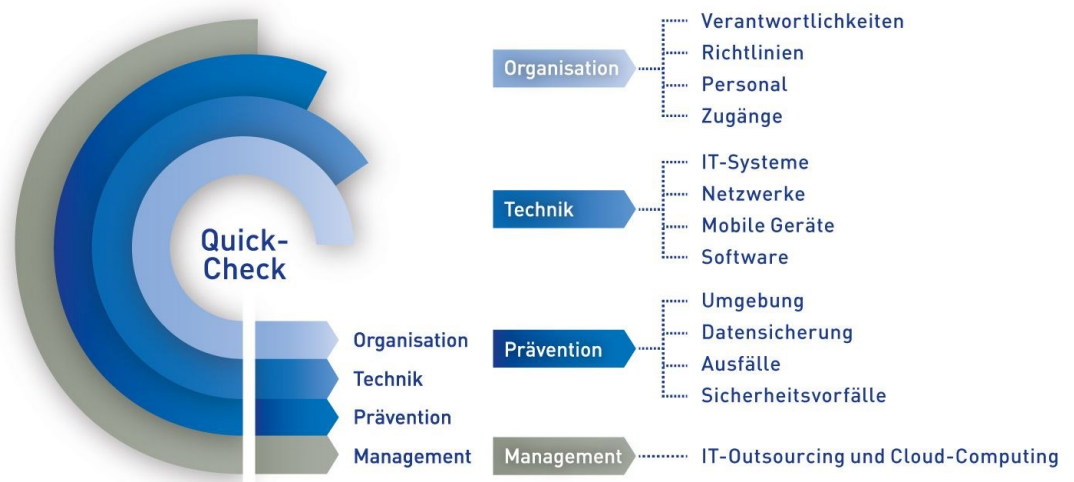 Quick-
Check
Organisation
Technik
Prävention
Management
Organisation
Verantwortlichkeiten
Richtlinien
Personal
Zugänge
Technik
IT-Systeme
Netzwerke
Mobile Geräte
Software
Prävention
Umgebung
Datensicherung
Ausfälle
Sicherheitsvorfälle
Management
IT-Outsourcing und Cloud-Computing